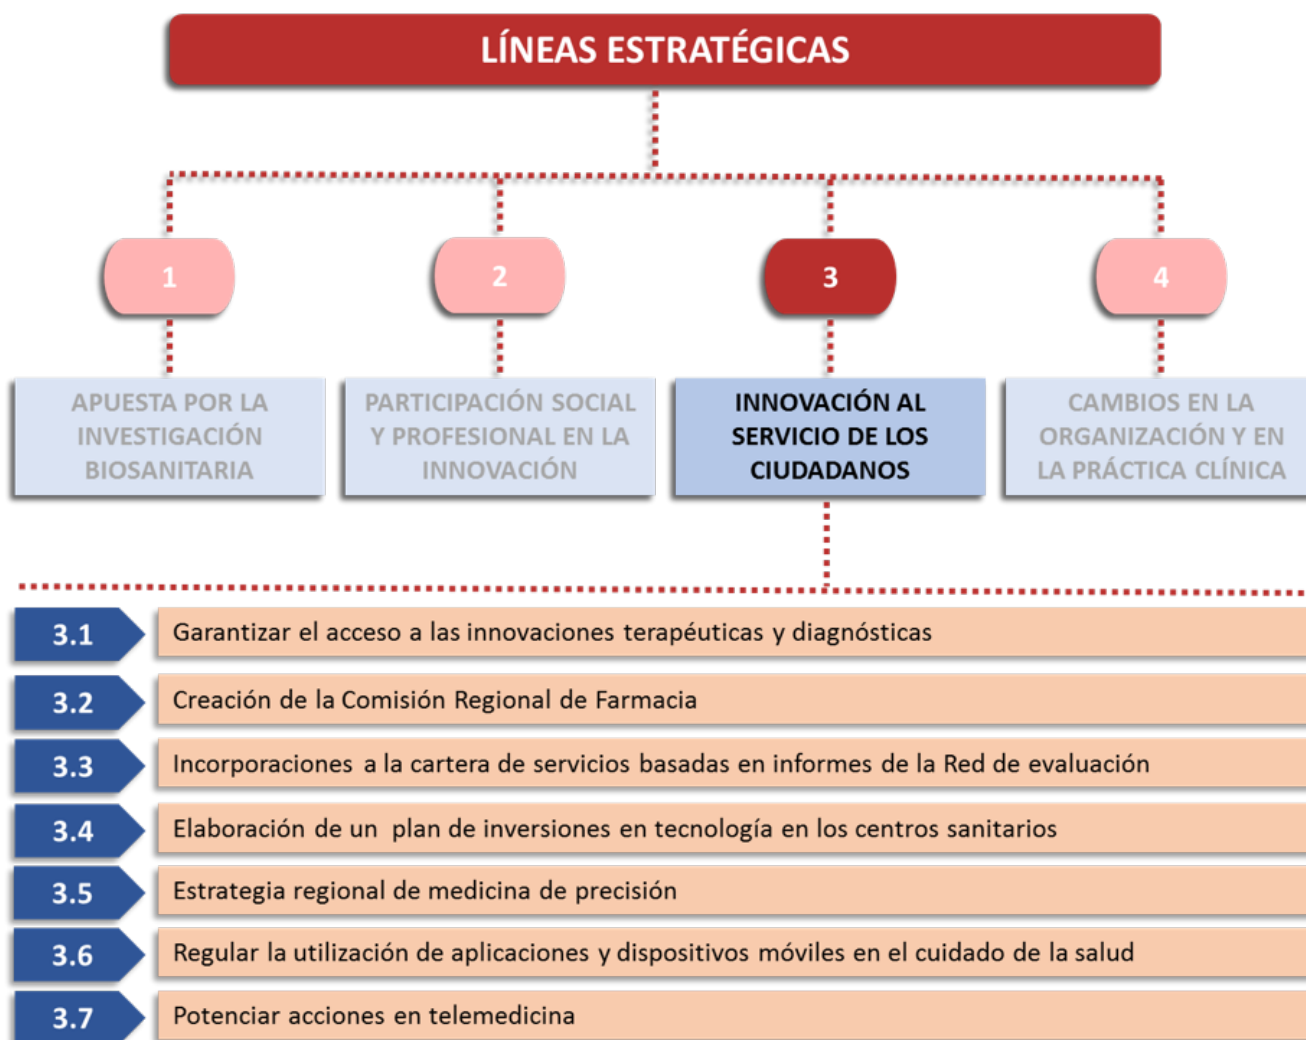 LÍNEAS ESTRATÉGICAS
1
2
3
4
APUESTA POR LA
INVESTIGACIÓN
BIOSANITARIA
PARTICIPACIÓN SOCIAL
Y PROFESIONAL EN LA
INNOVACIÓN
INNOVACIÓN AL
SERVICIO DE LOS
CIUDADANOS
CAMBIOS EN LA
ORGANIZACIÓN Y EN
LA PRÁCTICA CLÍNICA
3.1 Garantizar el acceso a las innovaciones terapéuticas y diagnósticas
3.2 Creación de la Comisión Regional de Farmacia
3.3 Incorporaciones a la cartera de servicios basadas en informes de la Red de evaluación
3.4 Elaboración de un plan de inversiones en tecnología en los centros sanitarios
3.5 Estrategia regional de medicina de precisión
3.6 Regular la utilización de aplicaciones y dispositivos móviles en el cuidado de la salud
3.7 Potenciar acciones en telemedicina